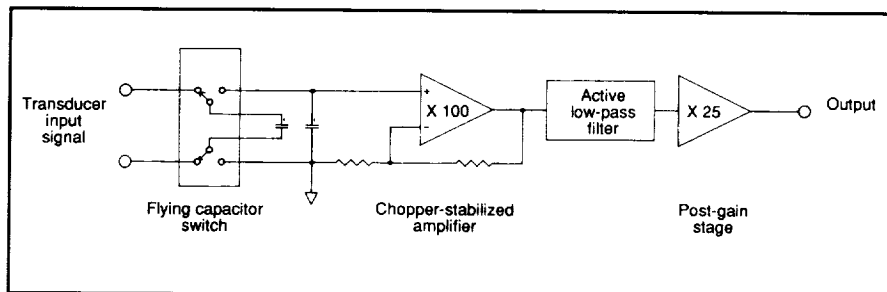 Transducer
input
signal
Flying capacitor
switch
+
X 100
−
Chopper-stabilized
amplifier
Active
low-pass
filter
X 25
Post-gain
stage
Output